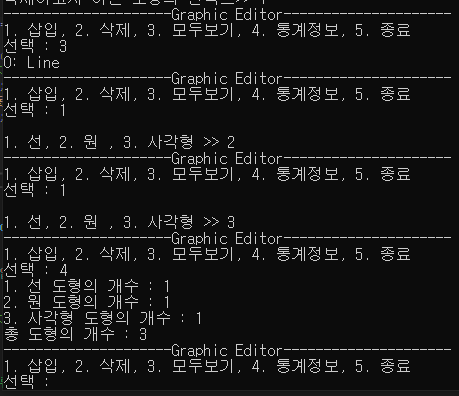 ---------------------Graphic Editor---------------------
1. 삽입, 2. 삭제, 3. 모두보기, 4. 통계정보, 5. 종료
선택 : 3
0: Line
---------------------Graphic Editor---------------------
1. 삽입, 2. 삭제, 3. 모두보기, 4. 통계정보, 5. 종료
선택 : 1
1. 선, 2. 원 , 3. 사각형 >> 2
---------------------Graphic Editor---------------------
1. 삽입, 2. 삭제, 3. 모두보기, 4. 통계정보, 5. 종료
선택 : 1
1. 선, 2. 원 , 3. 사각형 >> 3
---------------------Graphic Editor---------------------
1. 삽입, 2. 삭제, 3. 모두보기, 4. 통계정보, 5. 종료
선택 : 4
1. 선 도형의 개수 : 1
2. 원 도형의 개수 : 1
3. 사각형 도형의 개수 : 1
총 도형의 개수 : 3
---------------------Graphic Editor---------------------
1. 삽입, 2. 삭제, 3. 모두보기, 4. 통계정보, 5. 종료
선택 :